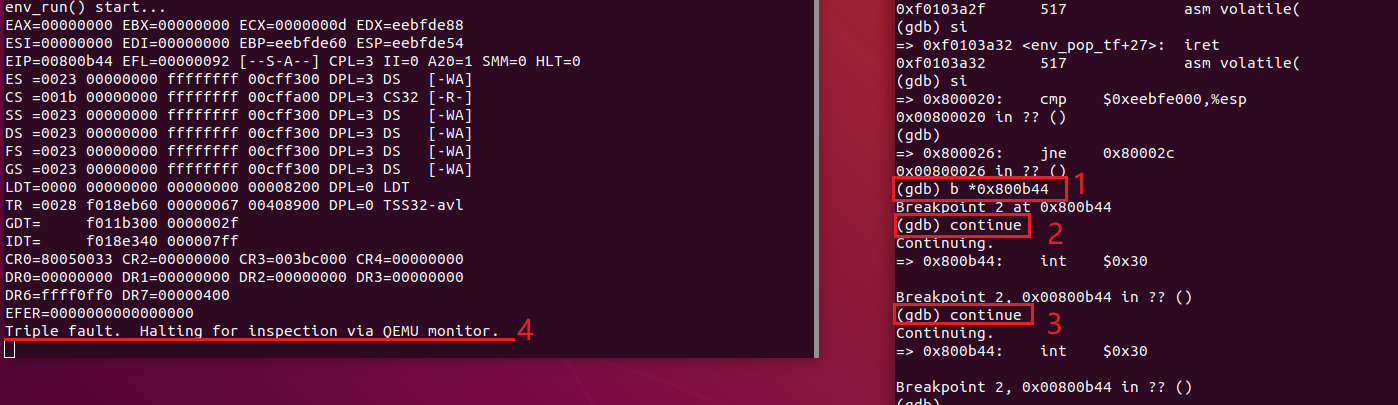 env_run() start...
EAX=00000000 EBX=00000000 ECX=0000000d EDX=eebfde88
ESI=00000000 EDI=00000000 EBP=eebfde60 ESP=eebfde54
EIP=00800b44 EFL=00000092 [--S-A--] CPL=3 II=0 A20=1 SMM=0 HLT=0
ES =0023 00000000 ffffffff 00cff300 DPL=3 DS   [-WA]
CS =001b 00000000 ffffffff 00cffa00 DPL=3 CS32 [-R-]
SS =0023 00000000 ffffffff 00cff300 DPL=3 DS   [-WA]
DS =0023 00000000 ffffffff 00cff300 DPL=3 DS   [-WA]
FS =0023 00000000 ffffffff 00cff300 DPL=3 DS   [-WA]
GS =0023 00000000 ffffffff 00cff300 DPL=3 DS   [-WA]
LDT=0000 00000000 00000000 00008200 DPL=0 LDT
TR =0028 f018eb60 00000067 00408900 DPL=0 TSS32-avl
GDT=     f011b300 0000002f
IDT=     f018e340 000007ff
CR0=80050033 CR2=00000000 CR3=003bc000 CR4=00000000
DR0=00000000 DR1=00000000 DR2=00000000 DR3=00000000
DR6=ffff0ff0 DR7=00000400
EFER=0000000000000000
Triple fault.  Halting for inspection via QEMU monitor. 4
0xf0103a2f      517             asm volatile(
(gdb) si
=> 0xf0103a32 <env_pop_tf+27>:  iret
0xf0103a32      517             asm volatile(
(gdb) si
=> 0x800020:    cmp    $0xeebfe000,%esp
0x00800020 in ?? ()
(gdb)
=> 0x800026:    jne    0x80002c
0x00800026 in ?? ()
(gdb) b *0x800b44 1
Breakpoint 2 at 0x800b44
(gdb) continue 2
Continuing.
=> 0x800b44:    int    $0x30
Breakpoint 2, 0x00800b44 in ?? ()
(gdb) continue 3
Continuing.
=> 0x800b44:    int    $0x30
Breakpoint 2, 0x00800b44 in ?? ()
(gdb)